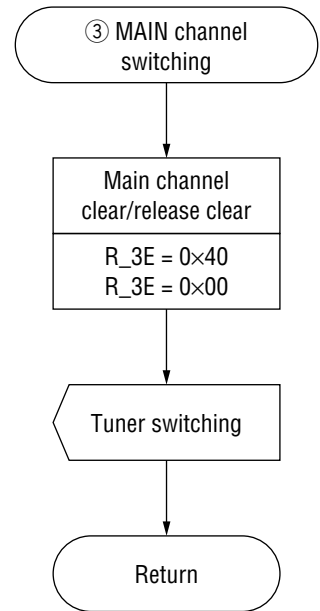 ③ MAIN channel
switching
Main channel
clear/release clear
R_3E = 0×40
R_3E = 0×00
Tuner switching
Return